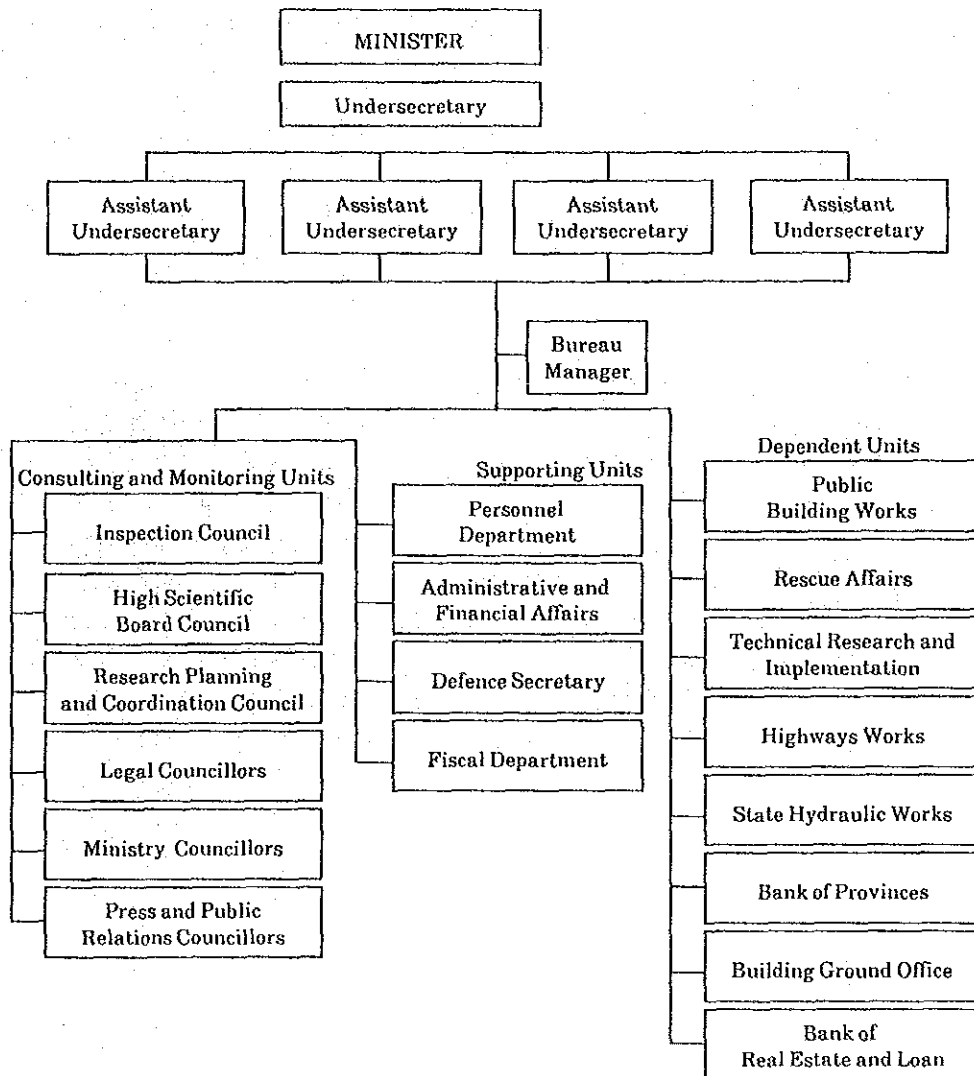 MINISTER
Undersecretary
Assistant
Undersecretary
Assistant
Undersecretary
Assistant
Undersecretary
Assistant
Undersecretary
Bureau
Manager
Consulting and Monitoring Units
Inspection Council
High Scientific
Board Council
Research Planning
and Coordination Council
Legal Councillors
Ministry Councillors
Press and Public
Relations Councillors
Supporting Units
Personnel
Department
Administrative and
Financial Affairs
Defence Secretary
Fiscal Department
Dependent Units
Public
Building Works
Rescue Affairs
Technical Research and
Implementation
Highways Works
State Hydraulic Works
Bank of Provinces
Building Ground Office
Bank of
Real Estate and Loan